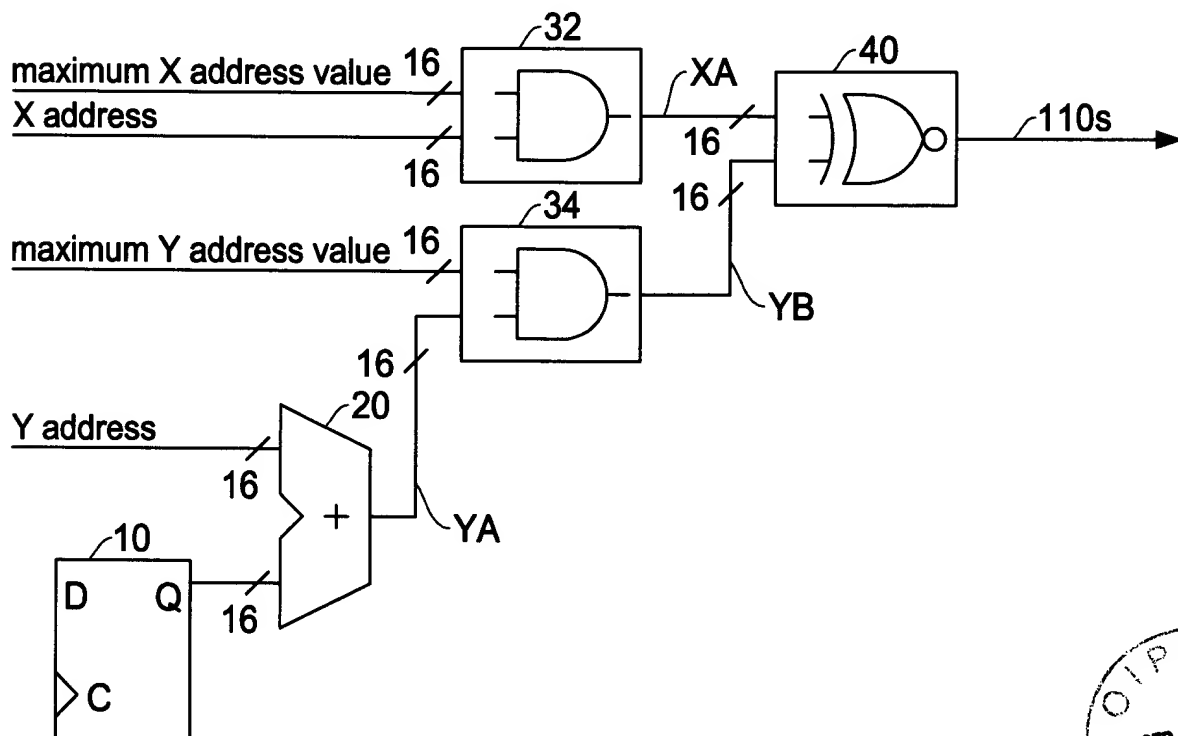 32
maximum X address value 16
X address
16
XA
16
40
110s
34
maximum Y address value 16
16
YB
16
20
Y address
16
+
YA
10
D Q
16
C
OIP